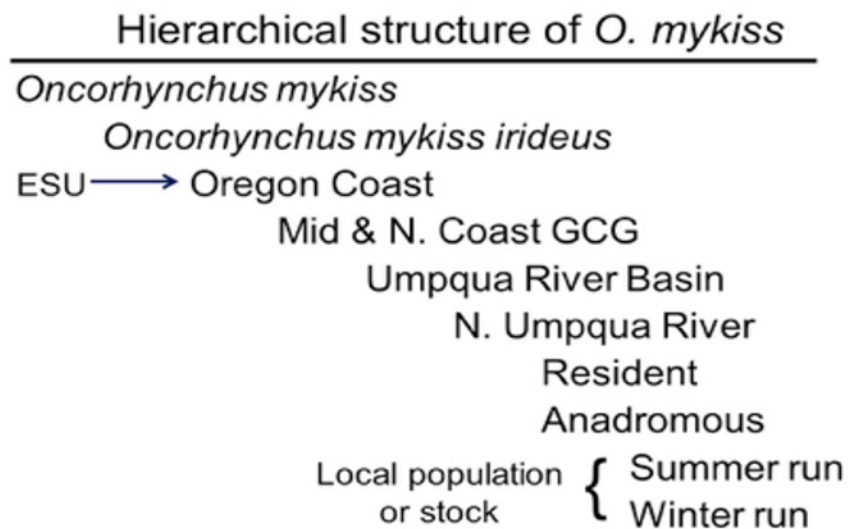 Hierarchical structure of O. mykiss
Oncorhynchus mykiss
Oncorhynchus mykiss irideus
ESU Oregon Coast
Mid & N. Coast GCG
Umpqua River Basin
N. Umpqua River
Resident
Anadromous
Local population { Summer run
or stock Winter run